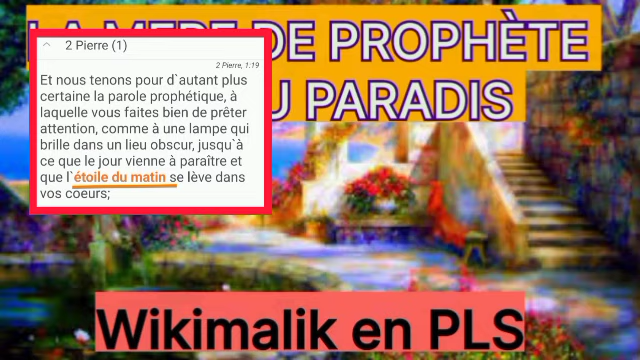 LA MERE DE PROPHÈTE
U PARADIS
2 Pierre (1)
2 Pierre, 1:19
Et nous tenons pour d`autant plus
certaine la parole prophétique, à
laquelle vous faites bien de prêter
attention, comme à une lampe qui
brille dans un lieu obscur, jusqu`à
ce que le jour vienne à paraître et
que l`étoile du matin se lève dans
vos coeurs;
Wikimalik en PLS